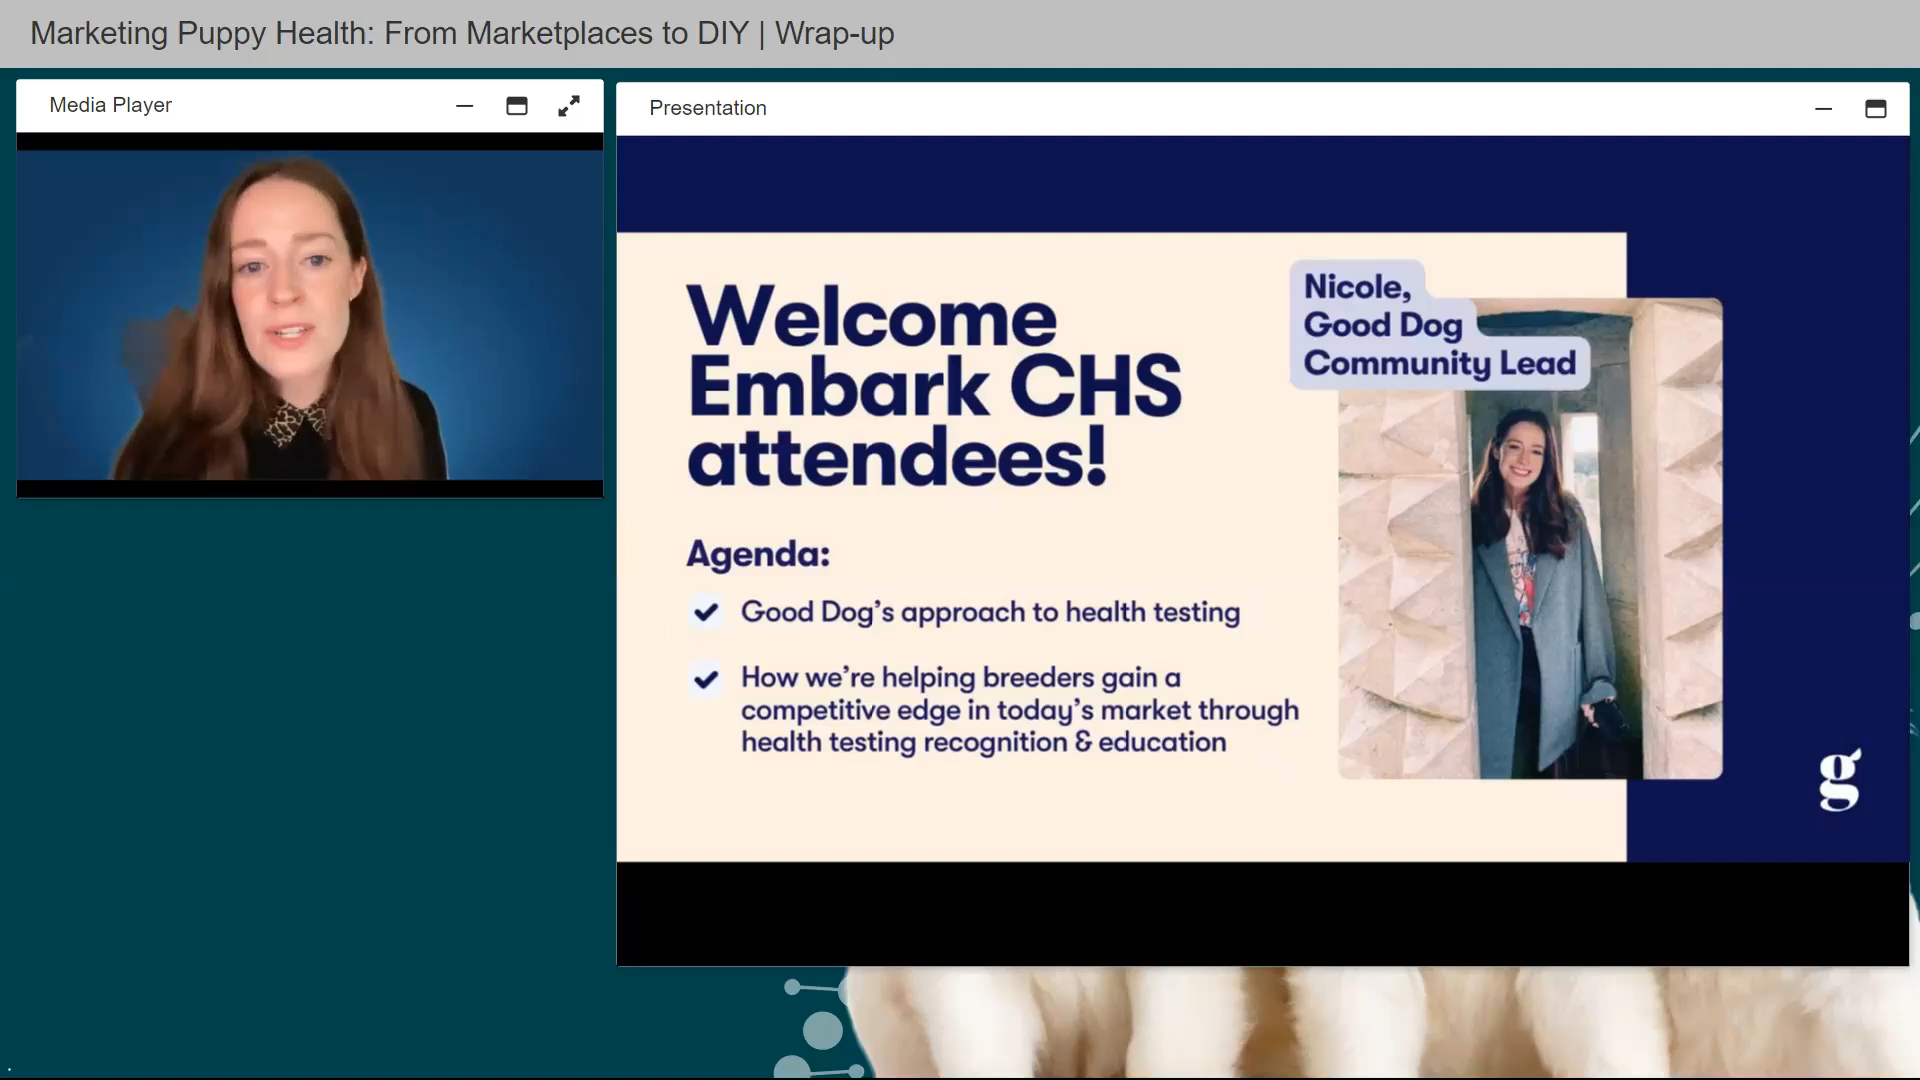 Marketing Puppy Health: From Marketplaces to DIY | Wrap-up
Media Player
Presentation
Welcome
Embark CHS
attendees!
Nicole,
Good Dog
Community Lead
Agenda:
Good Dog's approach to health testing
How we're helping breeders gain a
competitive edge in today's market through
health testing recognition & education
g